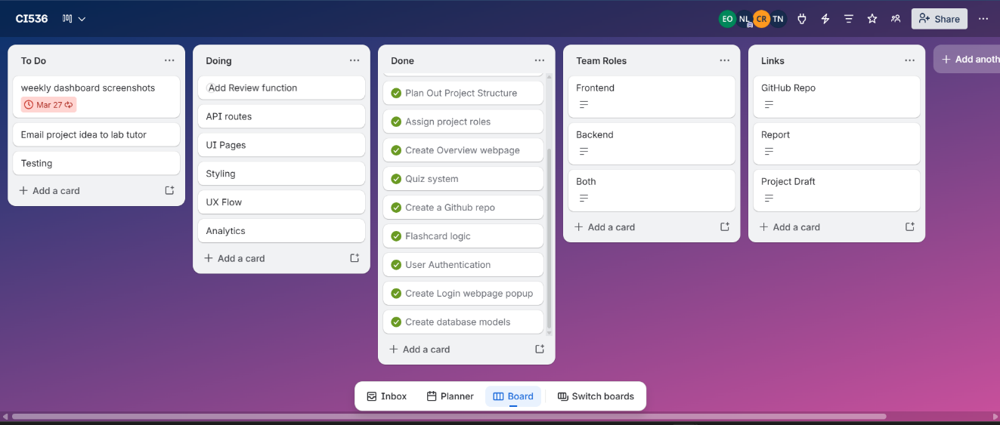 CI536
EO NL CR TN
Share
To Do
weekly dashboard screenshots
Mar 27
Email project idea to lab tutor
Testing
Add a card
Doing
Add Review function
API routes
UI Pages
Styling
UX Flow
Analytics
Add a card
Done
Plan Out Project Structure
Assign project roles
Create Overview webpage
Quiz system
Create a Github repo
Flashcard logic
User Authentication
Create Login webpage popup
Create database models
Add a card
Team Roles
Frontend
Backend
Both
Add a card
Links
GitHub Repo
Report
Project Draft
Add a card
Add anoth
Inbox
Planner
Board
Switch boards